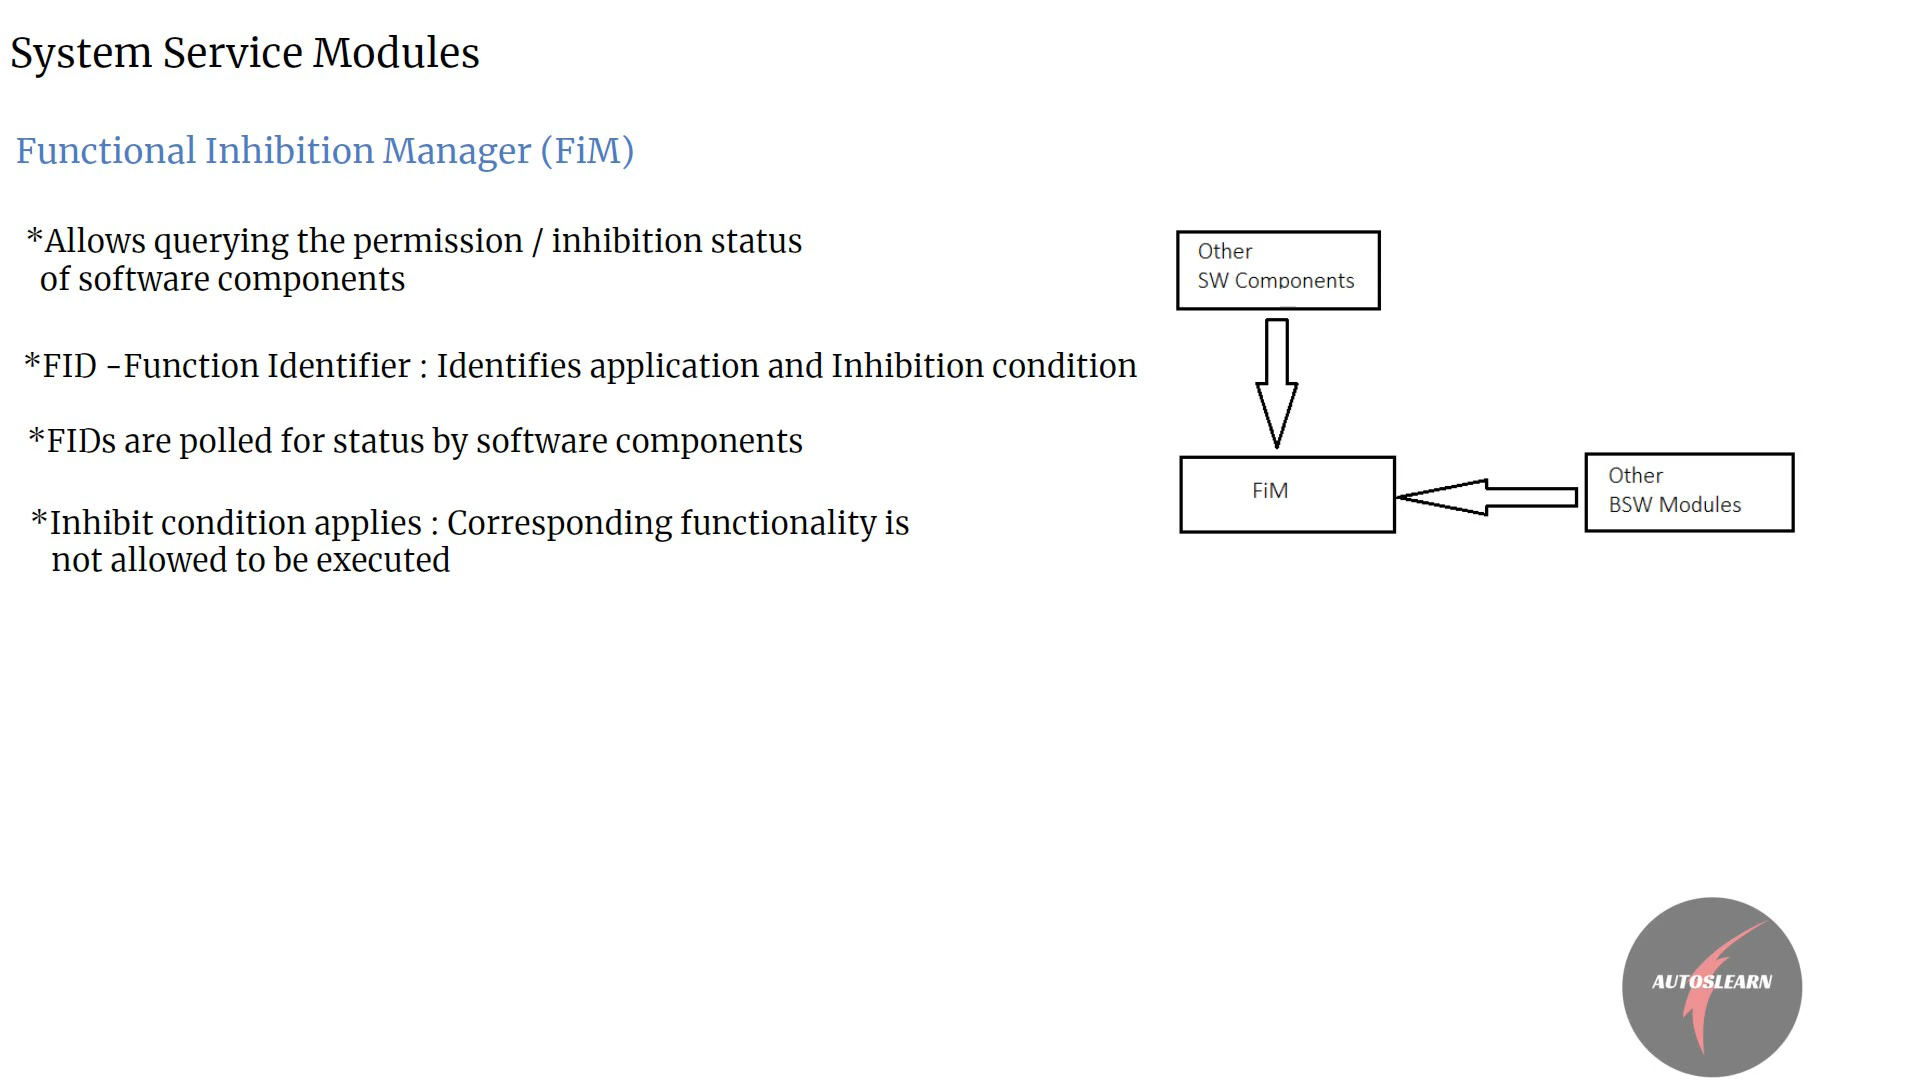 System Service Modules
Functional Inhibition Manager (FiM)
*Allows querying the permission / inhibition status
of software components
*FID -Function Identifier : Identifies application and Inhibition condition
*FIDs are polled for status by software components
*Inhibit condition applies : Corresponding functionality is
not allowed to be executed
Other
SW Components
FiM
Other
BSW Modules
AUTOSLEARN